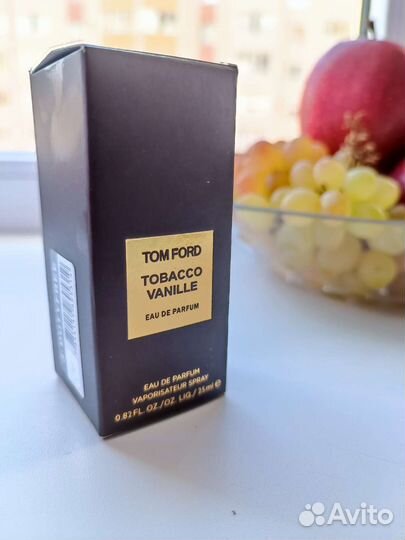 TOM FORD
TOBACCO
VANILLE
EAU DE PARFUM
EAU DE PARFUM
VAPORISATEUR SPRAY
0.82 FL. OZ./OZ. LIQ./25ml e
Avito